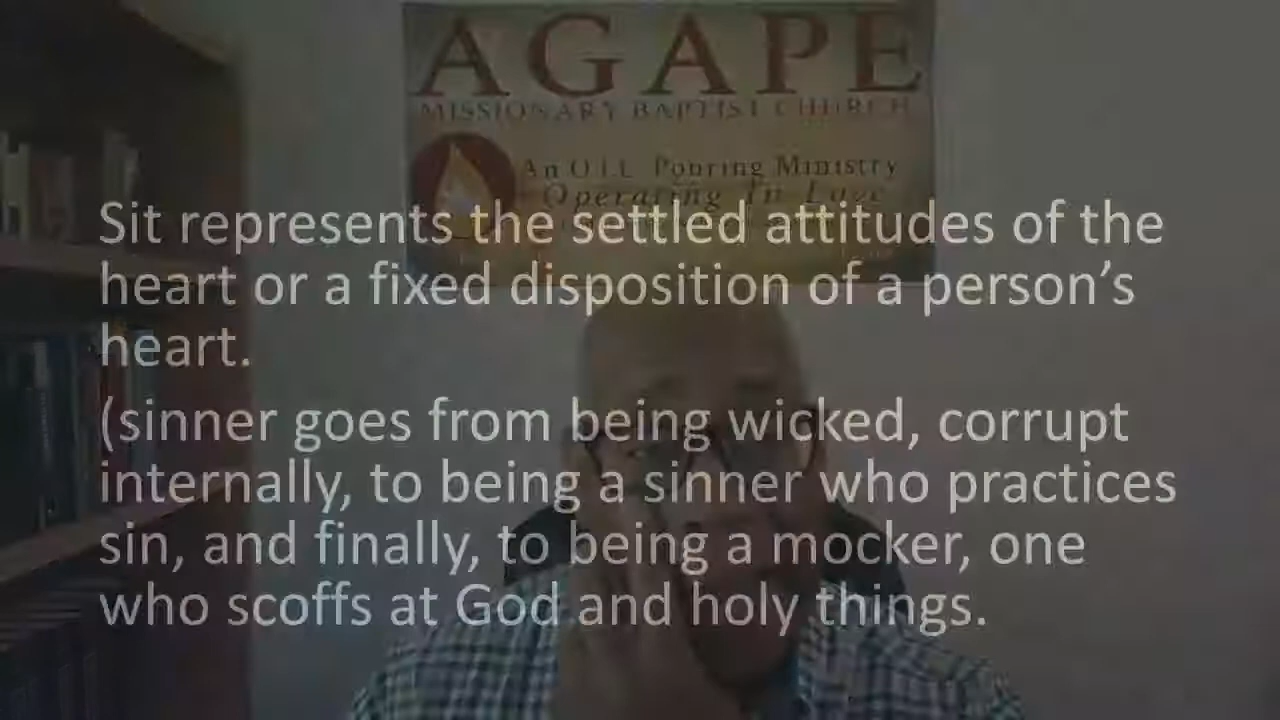 AGAPE
MISSIONARY BAPTIST CHURCH
An O.I.L. Pouring Ministry
Operating In Love
Sit represents the settled attitudes of the
heart or a fixed disposition of a person’s
heart.
(sinner goes from being wicked, corrupt
internally, to being a sinner who practices
sin, and finally, to being a mocker, one
who scoffs at God and holy things.